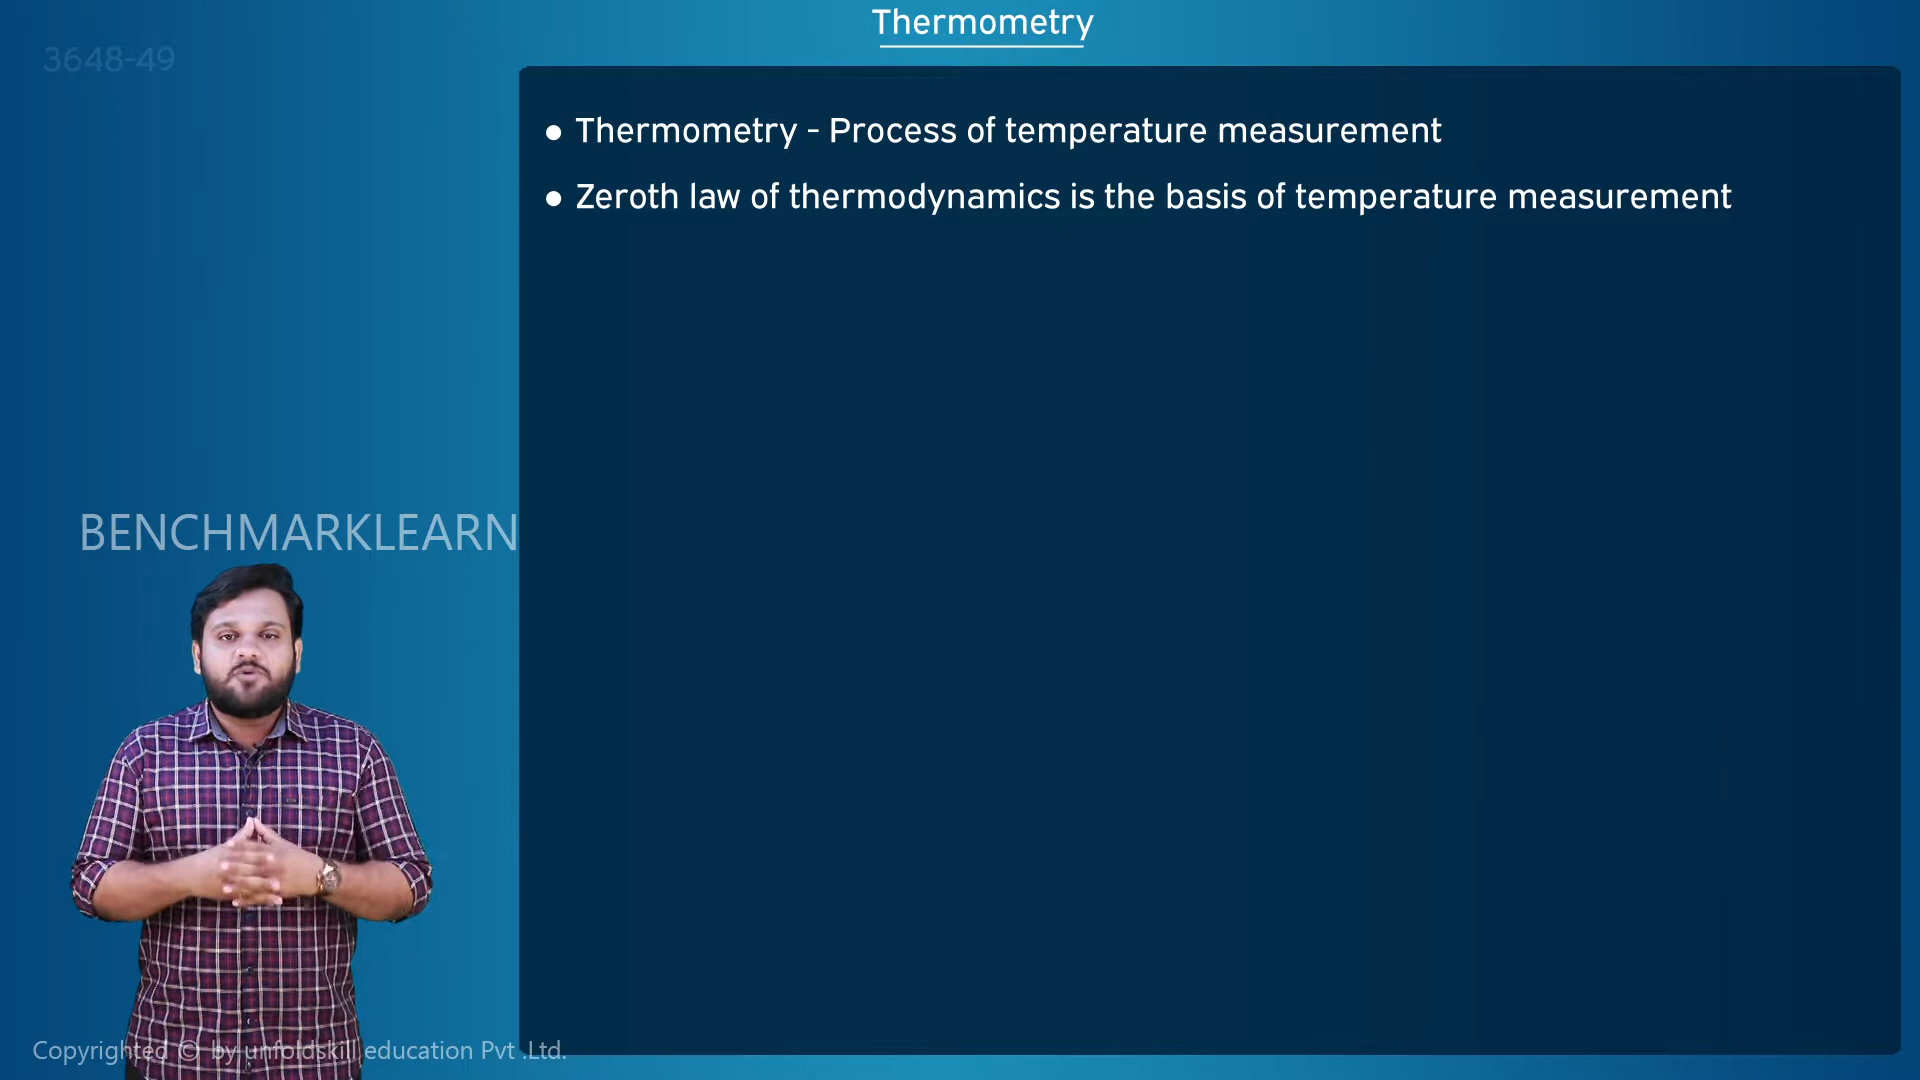 Thermometry
3648-49
● Thermometry - Process of temperature measurement
● Zeroth law of thermodynamics is the basis of temperature measurement
BENCHMARKLEARN
Copyrighted © by unfoldskill education Pvt .Ltd.